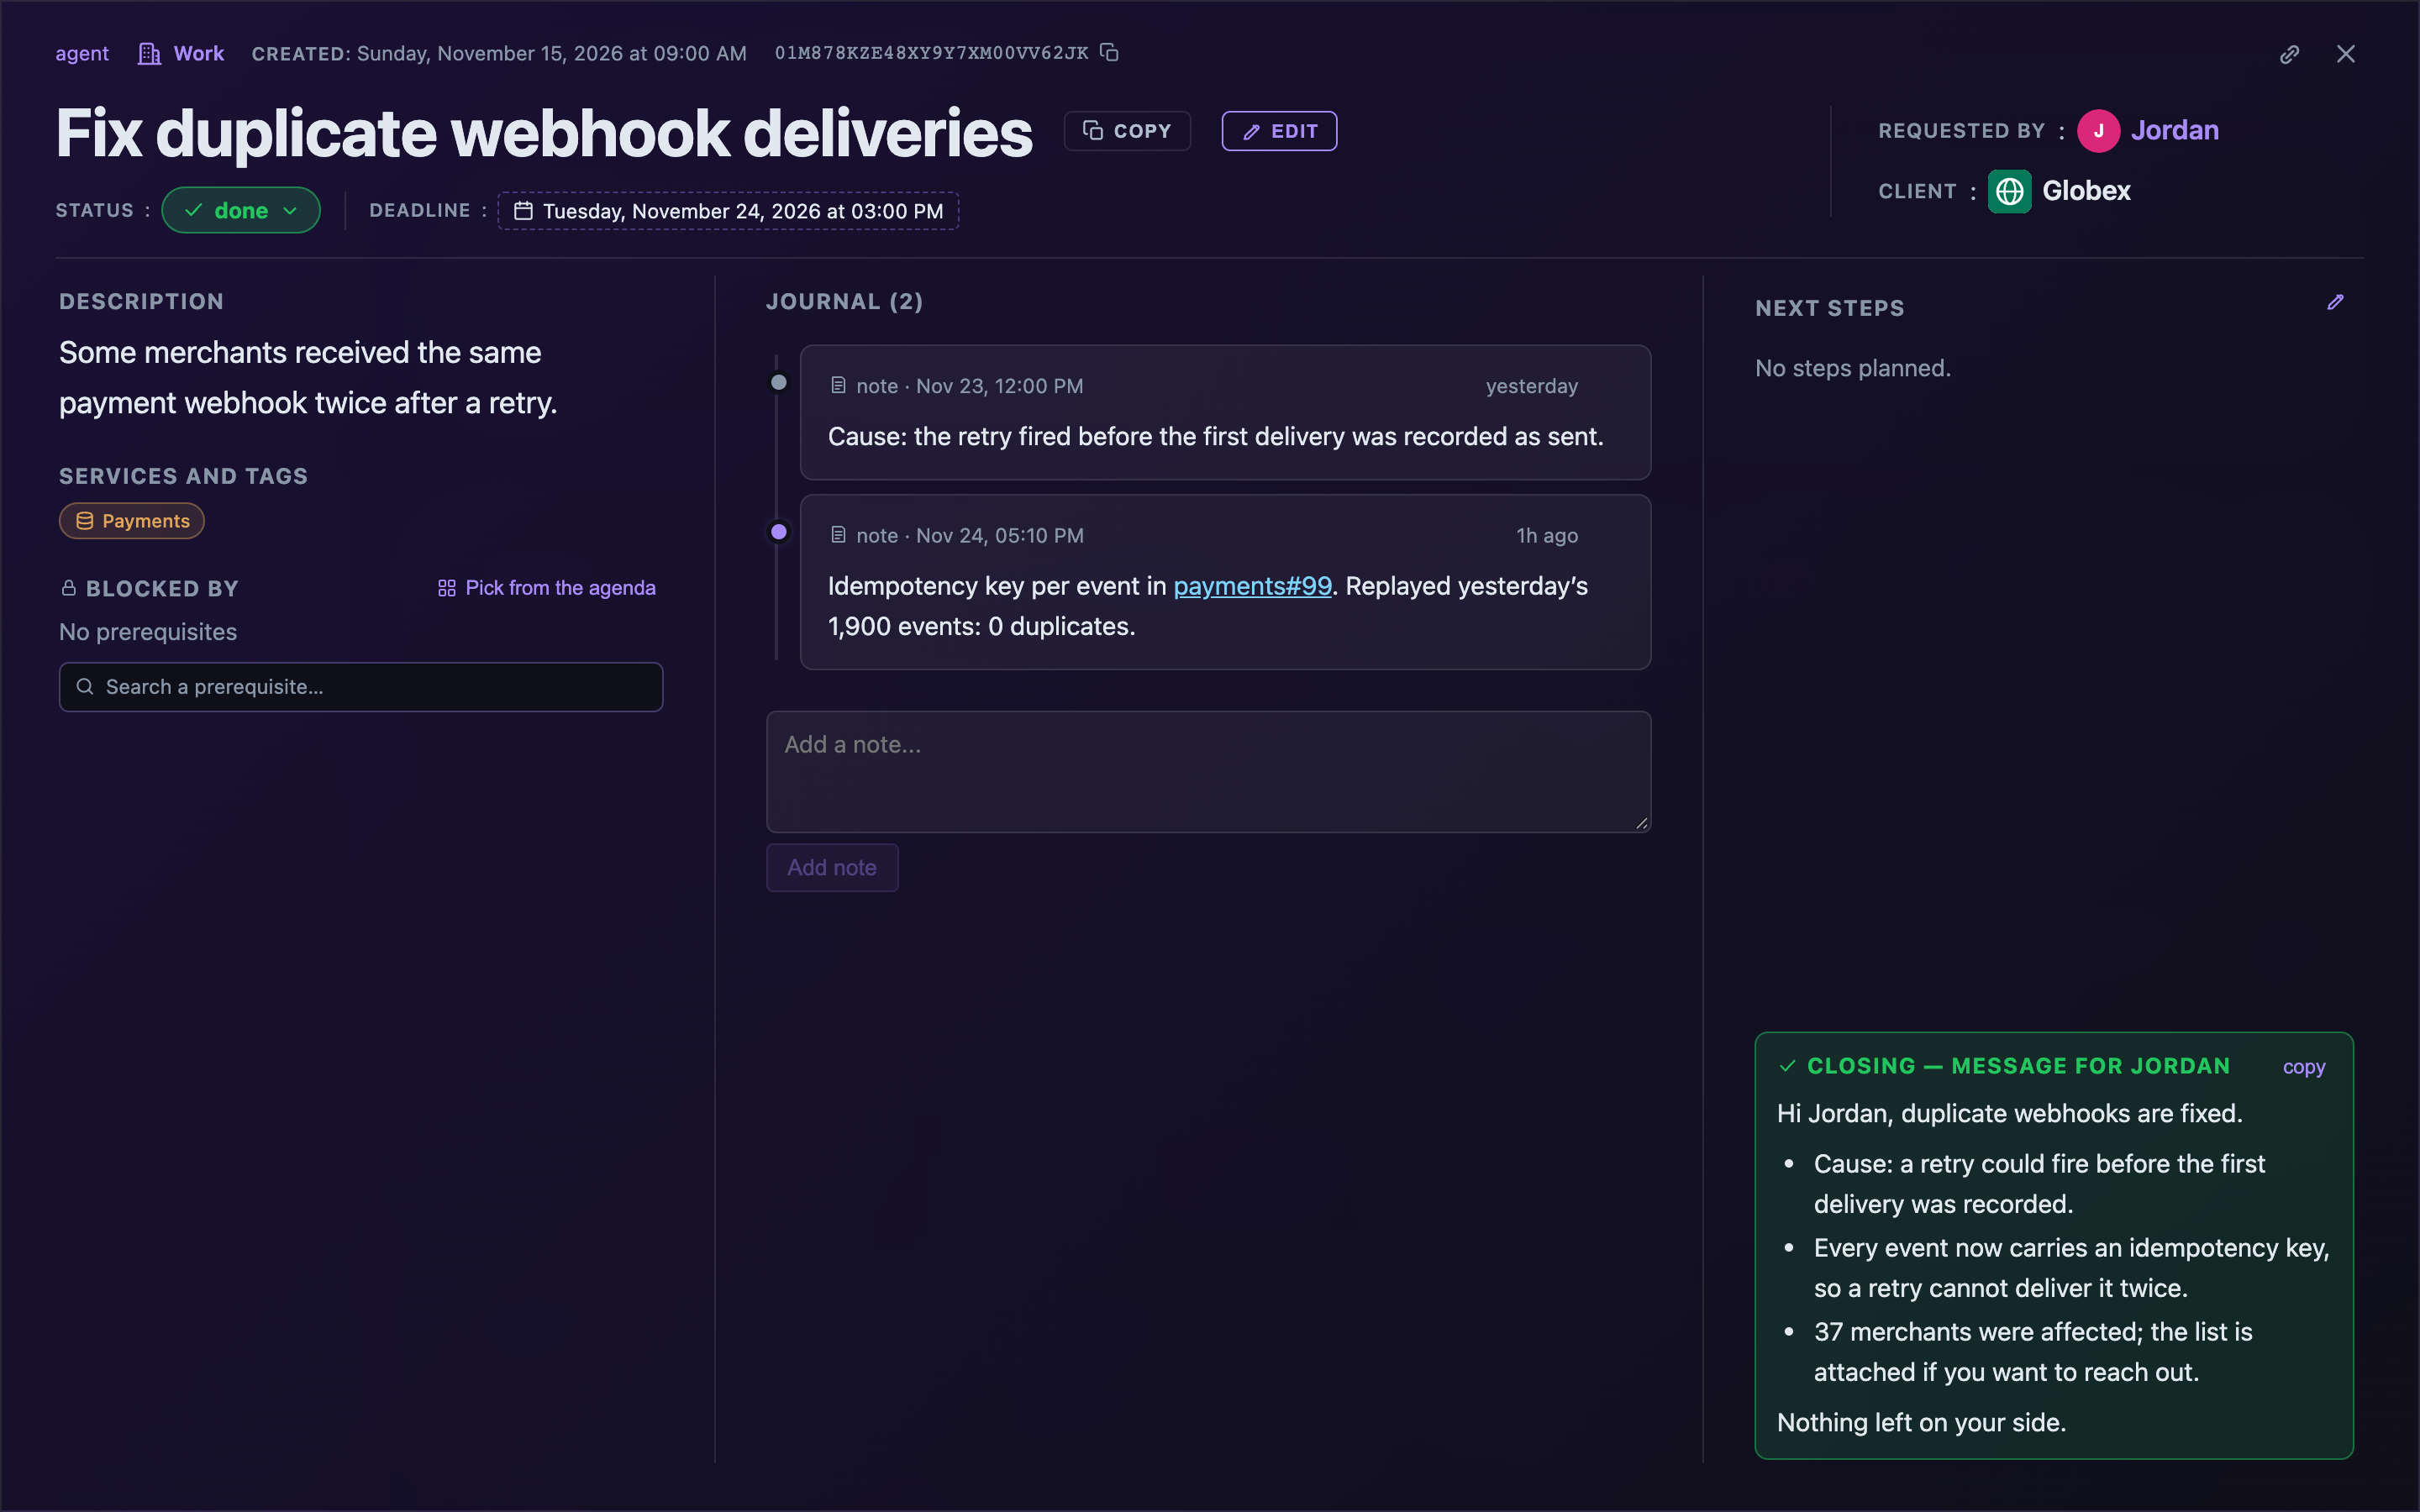 agent Work CREATED: Sunday, November 15, 2026 at 09:00 AM 01M878KZE48XY9Y7XM00VV62JK
Fix duplicate webhook deliveries COPY EDIT
REQUESTED BY : J Jordan
CLIENT : Globex
STATUS : done DEADLINE : Tuesday, November 24, 2026 at 03:00 PM
DESCRIPTION
Some merchants received the same
payment webhook twice after a retry.
SERVICES AND TAGS
Payments
BLOCKED BY Pick from the agenda
No prerequisites
Search a prerequisite...
JOURNAL (2)
note · Nov 23, 12:00 PM yesterday
Cause: the retry fired before the first delivery was recorded as sent.
note · Nov 24, 05:10 PM 1h ago
Idempotency key per event in payments#99. Replayed yesterday’s
1,900 events: 0 duplicates.
Add a note...
Add note
NEXT STEPS
No steps planned.
CLOSING — MESSAGE FOR JORDAN copy
Hi Jordan, duplicate webhooks are fixed.
• Cause: a retry could fire before the first
delivery was recorded.
• Every event now carries an idempotency key,
so a retry cannot deliver it twice.
• 37 merchants were affected; the list is
attached if you want to reach out.
Nothing left on your side.